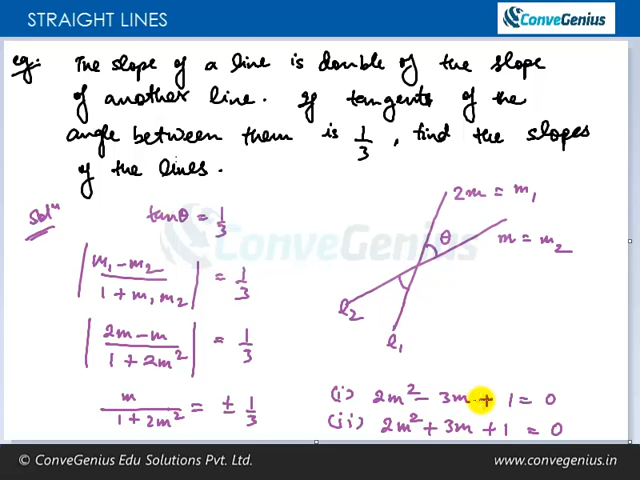 STRAIGHT LINES
ConveGenius
eg: The slope of a line is double of the slope
of another line. If tangents of the
angle between them is 1/3, find the slopes
of the lines.
Solⁿ
tanθ = 1/3
|m₁ - m₂ / 1 + m₁ m₂| = 1/3
|2m - m / 1 + 2m²| = 1/3
m / 1 + 2m² = ± 1/3
2m = m₁
θ
m = m₂
l₂
l₁
(i) 2m² - 3m + 1 = 0
(ii) 2m² + 3m + 1 = 0
ConveGenius
© ConveGenius Edu Solutions Pvt. Ltd.
www.convegenius.in